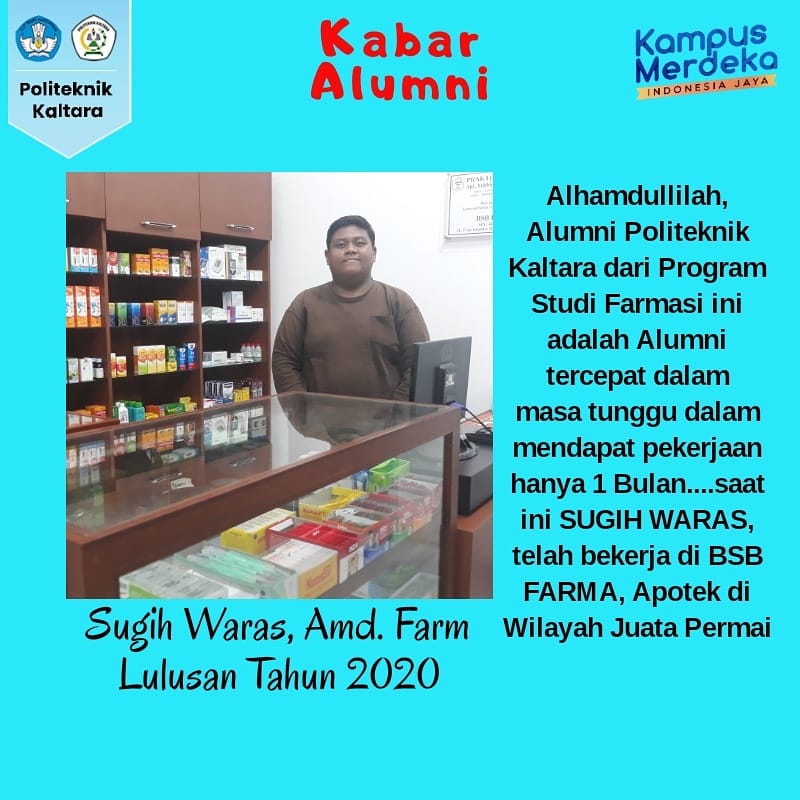 Politeknik
Kaltara
Kabar
Alumni
Kampus
Merdeka
INDONESIA JAYA
BSB
Alhamdullilah,
Alumni Politeknik
Kaltara dari Program
Studi Farmasi ini
adalah Alumni
tercepat dalam
masa tunggu dalam
mendapat pekerjaan
hanya 1 Bulan....saat
ini SUGIH WARAS,
telah bekerja di BSB
FARMA, Apotek di
Wilayah Juata Permai
Sugih Waras, Amd. Farm
Lulusan Tahun 2020